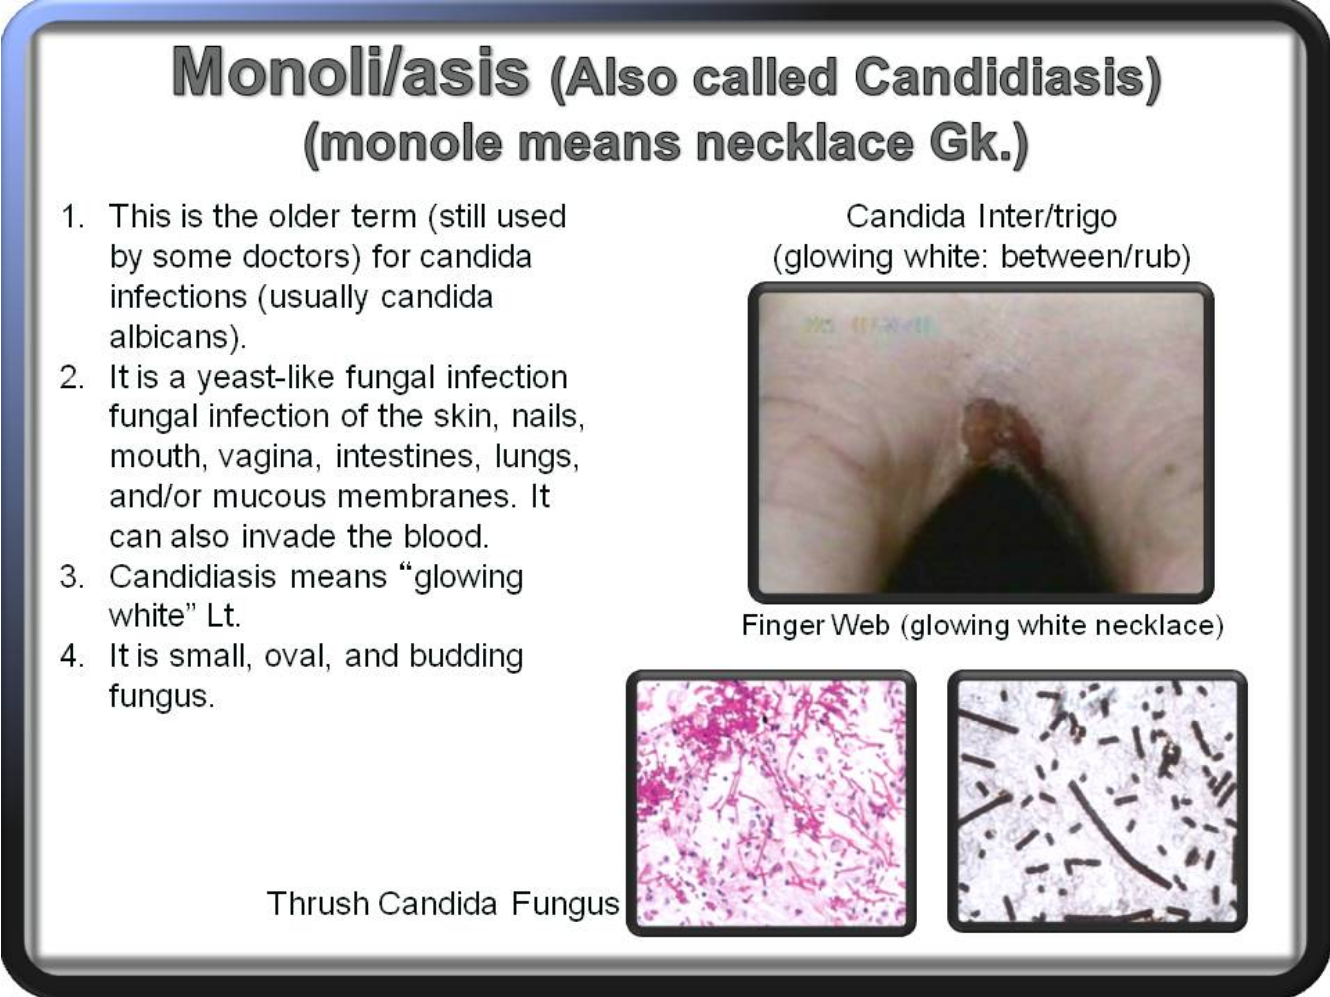 Monoli/asis (Also called Candidiasis)
(monole means necklace Gk.)
1. This is the older term (still used
by some doctors) for candida
infections (usually candida
albicans).
2. It is a yeast-like fungal infection
fungal infection of the skin, nails,
mouth, vagina, intestines, lungs,
and/or mucous membranes. It
can also invade the blood.
3. Candidiasis means “glowing
white” Lt.
4. It is small, oval, and budding
fungus.
Candida Inter/trigo
(glowing white: between/rub)
Finger Web (glowing white necklace)
Thrush Candida Fungus